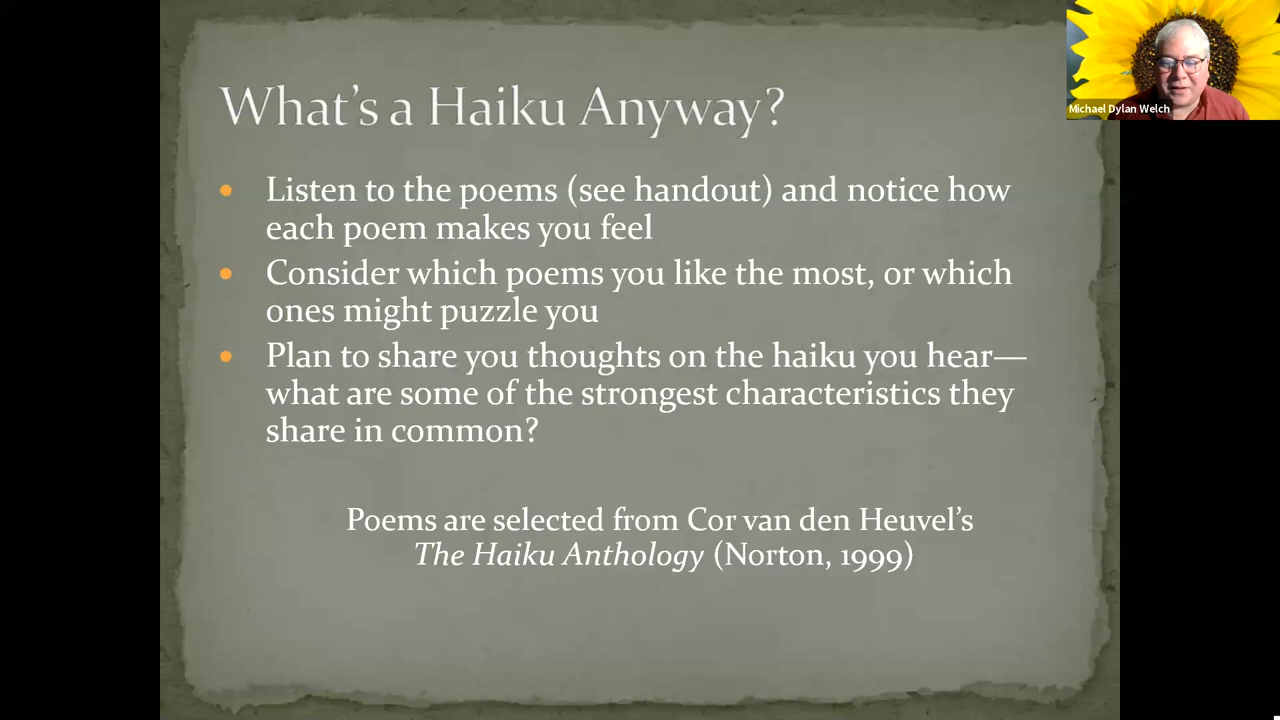 What's a Haiku Anyway?
Michael Dylan Welch
• Listen to the poems (see handout) and notice how
each poem makes you feel
• Consider which poems you like the most, or which
ones might puzzle you
• Plan to share you thoughts on the haiku you hear—
what are some of the strongest characteristics they
share in common?
Poems are selected from Cor van den Heuvel's
The Haiku Anthology (Norton, 1999)